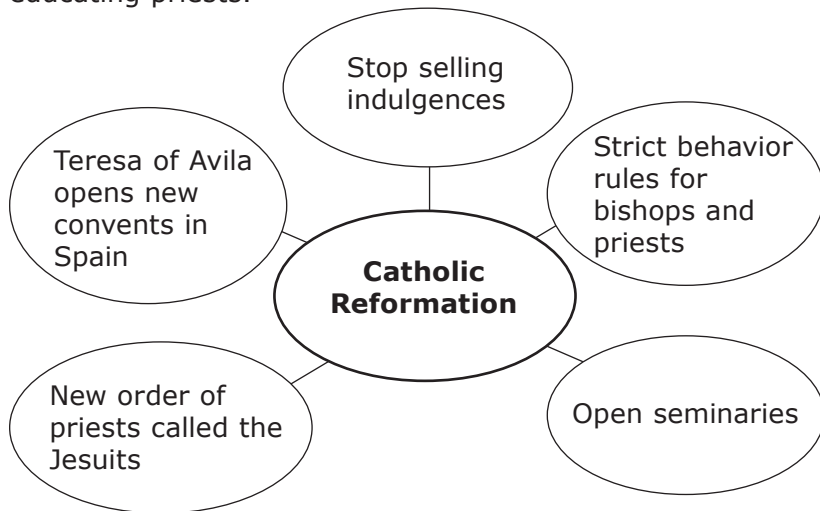 educating priests.
Stop selling
indulgences
Teresa of Avila
opens new
convents in
Spain
Strict behavior
rules for
bishops and
priests
Catholic
Reformation
New order of
priests called the
Jesuits
Open seminaries